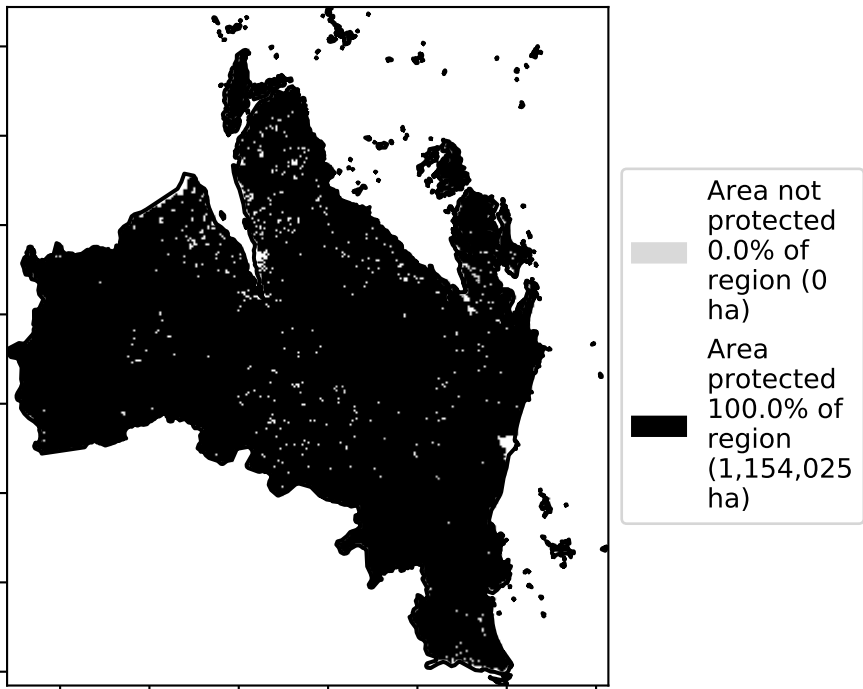 Area not
protected
0.0% of
region (0
ha)
Area
protected
100.0% of
region
(1,154,025
ha)